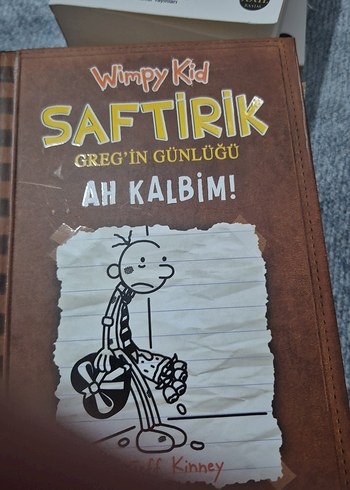 Wimpy Kid
SAFTİRİK
GREG'İN GÜNLÜĞÜ
AH KALBİM!
Kinney